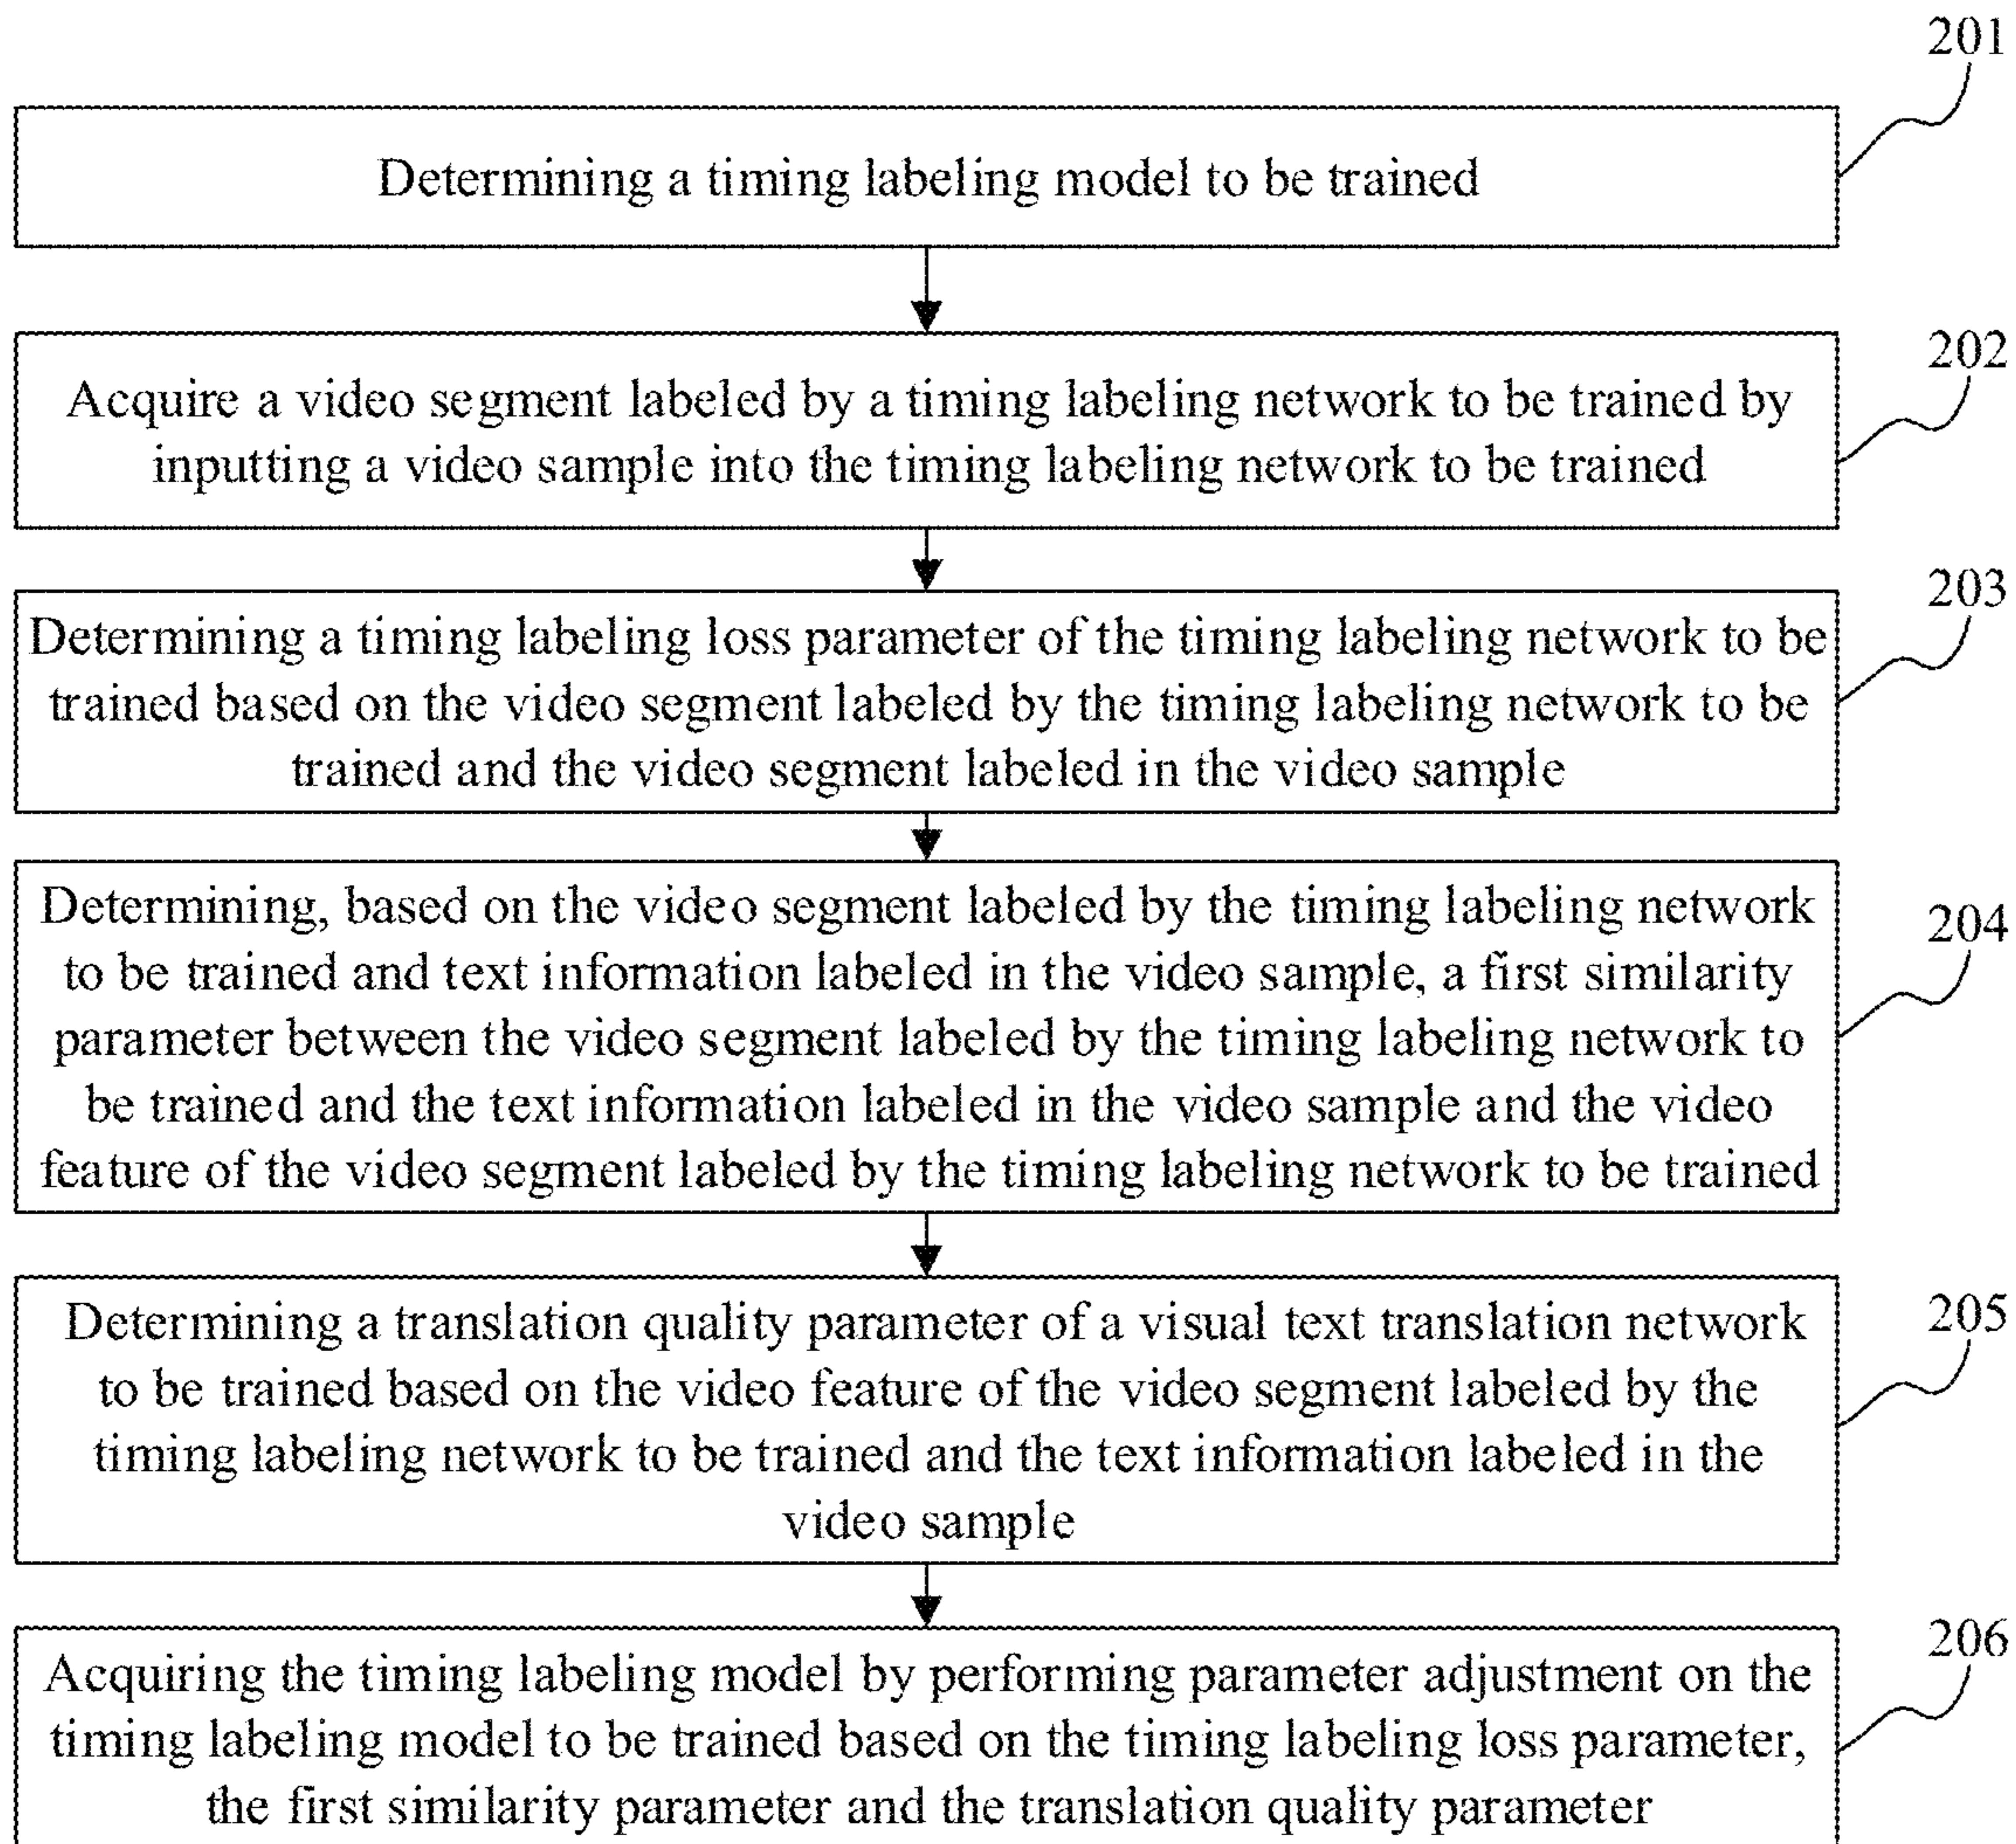 201
Determining a timing labeling model to be trained
202
Acquire a video segment labeled by a timing labeling network to be trained by
inputting a video sample into the timing labeling network to be trained
203
Determining a timing labeling loss parameter of the timing labeling network to be
trained based on the video segment labeled by the timing labeling network to be
trained and the video segment labeled in the video sample
204
Determining, based on the video segment labeled by the timing labeling network
to be trained and text information labeled in the video sample, a first similarity
parameter between the video segment labeled by the timing labeling network to
be trained and the text information labeled in the video sample and the video
feature of the video segment labeled by the timing labeling network to be trained
205
Determining a translation quality parameter of a visual text translation network
to be trained based on the video feature of the video segment labeled by the
timing labeling network to be trained and the text information labeled in the
video sample
206
Acquiring the timing labeling model by performing parameter adjustment on the
timing labeling model to be trained based on the timing labeling loss parameter,
the first similarity parameter and the translation quality parameter